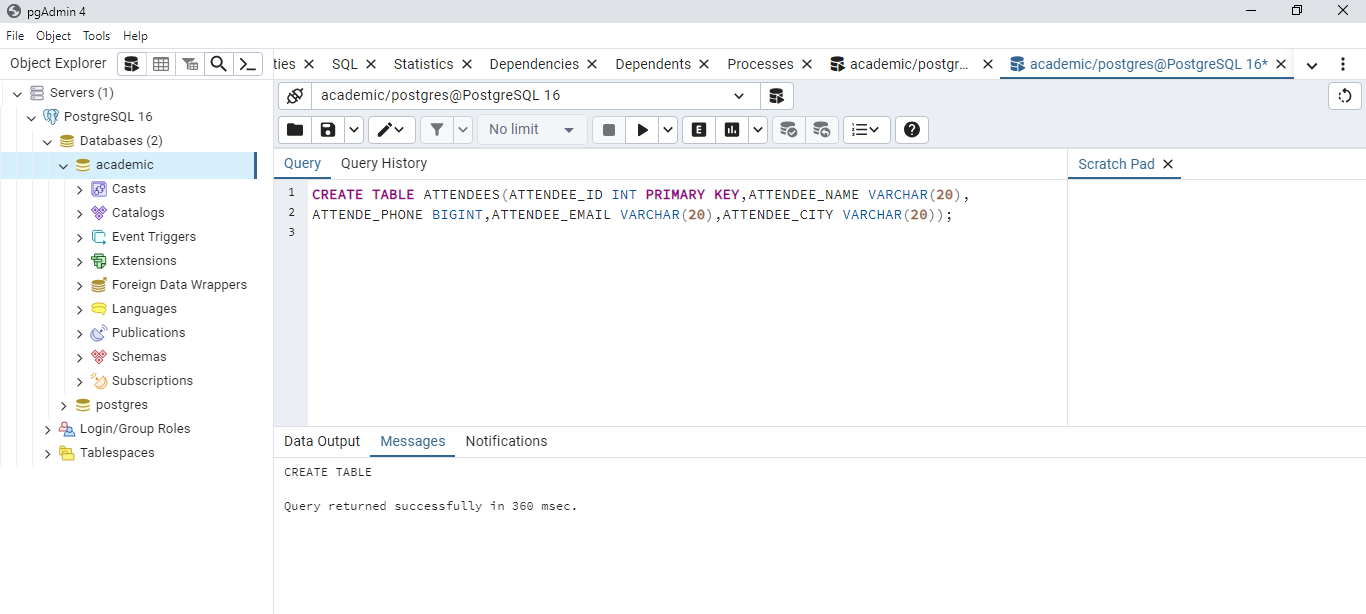 pgAdmin 4
File Object Tools Help
Object Explorer
ties SQL Statistics Dependencies Dependents Processes academic/postgr... academic/postgres@PostgreSQL 16*
Servers (1)
PostgreSQL 16
Databases (2)
academic
Casts
Catalogs
Event Triggers
Extensions
Foreign Data Wrappers
Languages
Publications
Schemas
Subscriptions
postgres
Login/Group Roles
Tablespaces
academic/postgres@PostgreSQL 16
No limit
E
Query Query History
Scratch Pad
1 CREATE TABLE ATTENDEES(ATTENDEE_ID INT PRIMARY KEY,ATTENDEE_NAME VARCHAR(20),
2 ATTENDE_PHONE BIGINT,ATTENDEE_EMAIL VARCHAR(20),ATTENDEE_CITY VARCHAR(20));
3
Data Output Messages Notifications
CREATE TABLE
Query returned successfully in 360 msec.